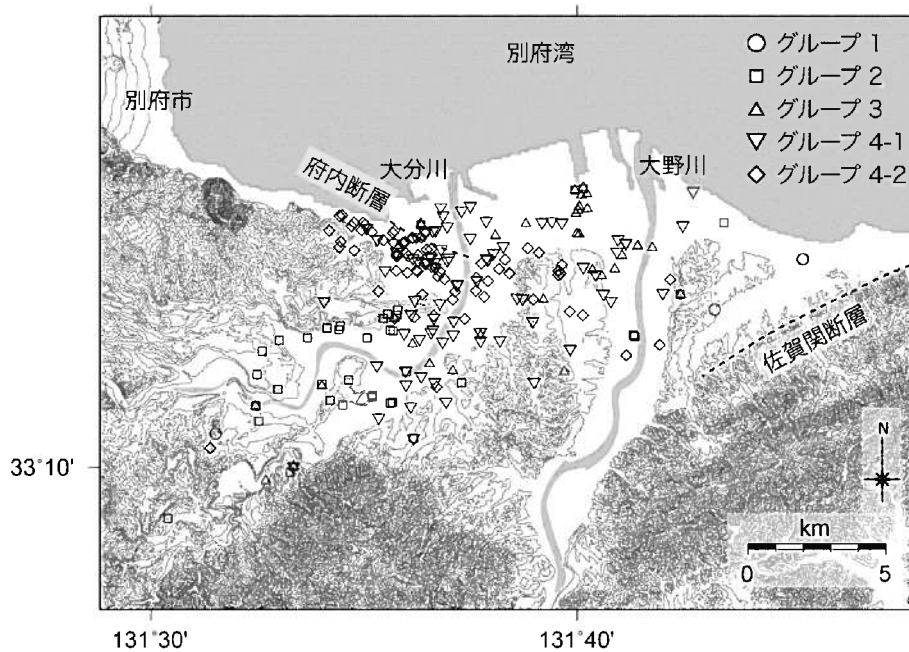 別府湾
別府市
グループ 1
グループ 2
グループ 3
グループ 4-1
グループ 4-2
府内断層
大分川
大野川
佐賀関断層
N
33°10'
km
0 5
131°30'
131°40'